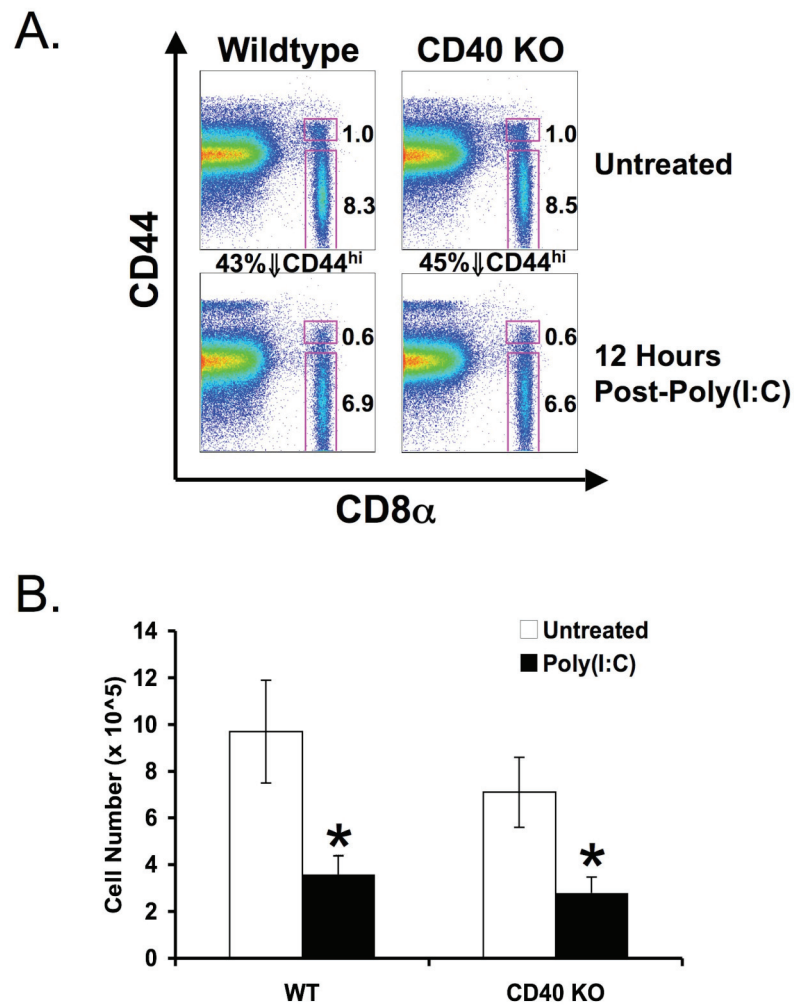 A.
Wildtype CD40 KO
CD44
1.0
8.3
1.0
8.5
Untreated
43%⇓CD44hi
45%⇓CD44hi
0.6
6.9
0.6
6.6
12 Hours
Post-Poly(I:C)
CD8α
B.
Untreated
Poly(I:C)
Cell Number (x 10^5)
14
12
10
8
6
4
2
0
*
*
WT
CD40 KO